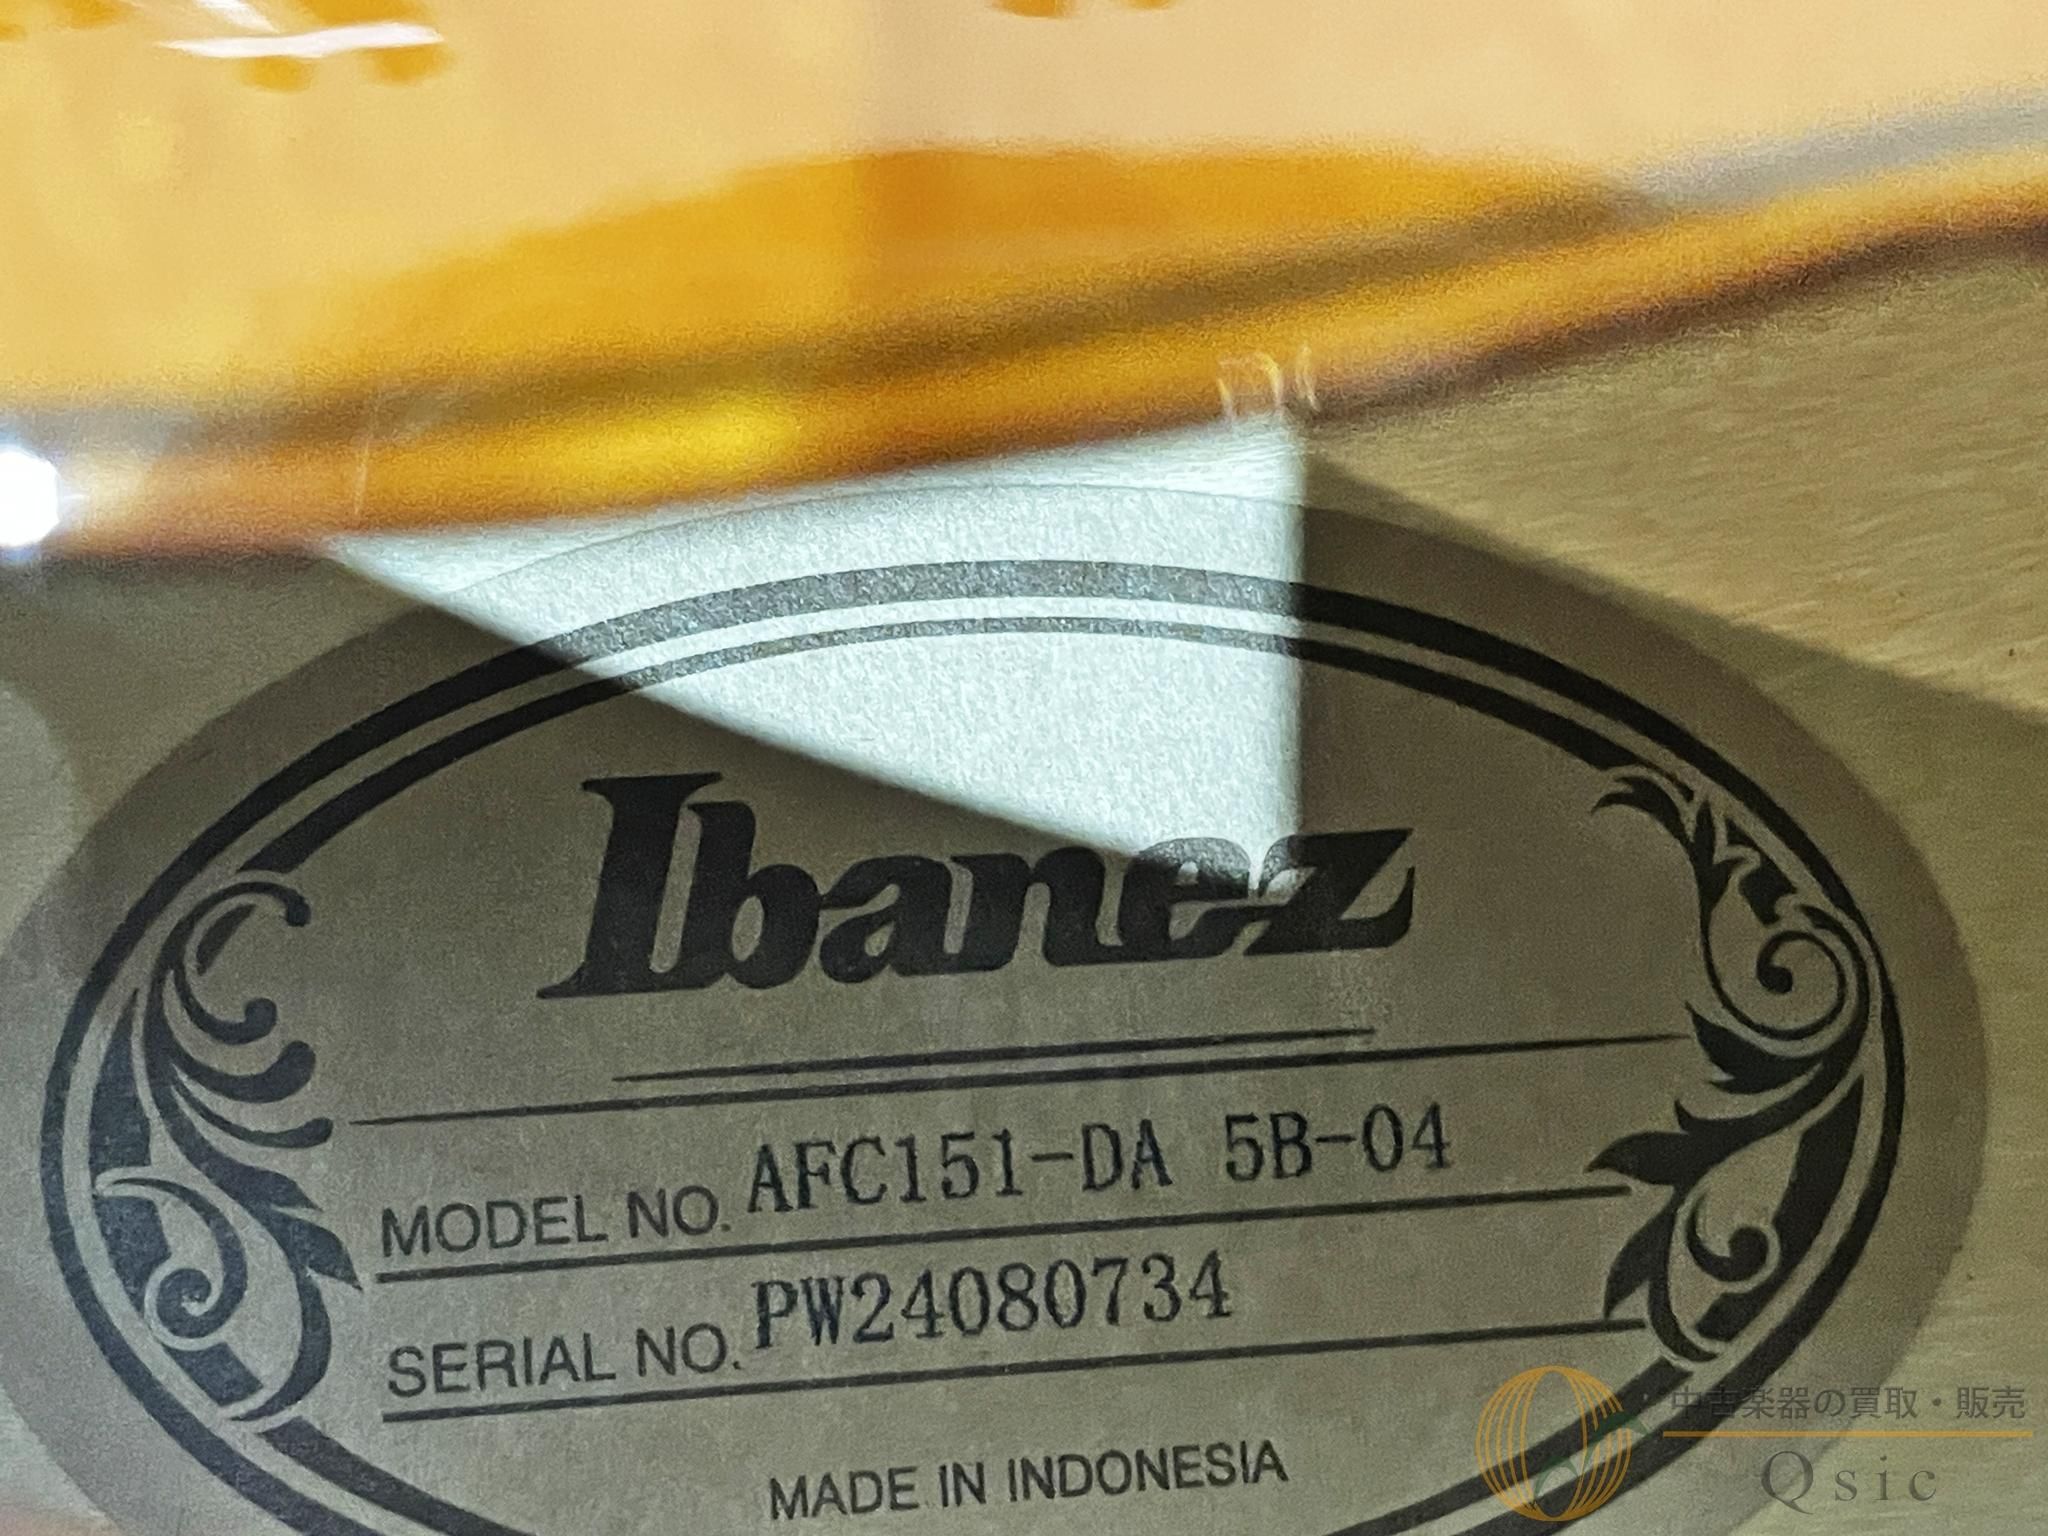 Ibanez
MODEL NO. AFC151-DA 5B-04
SERIAL NO. PW24080734
MADE IN INDONESIA
中古楽器の買取・販売
Qsic